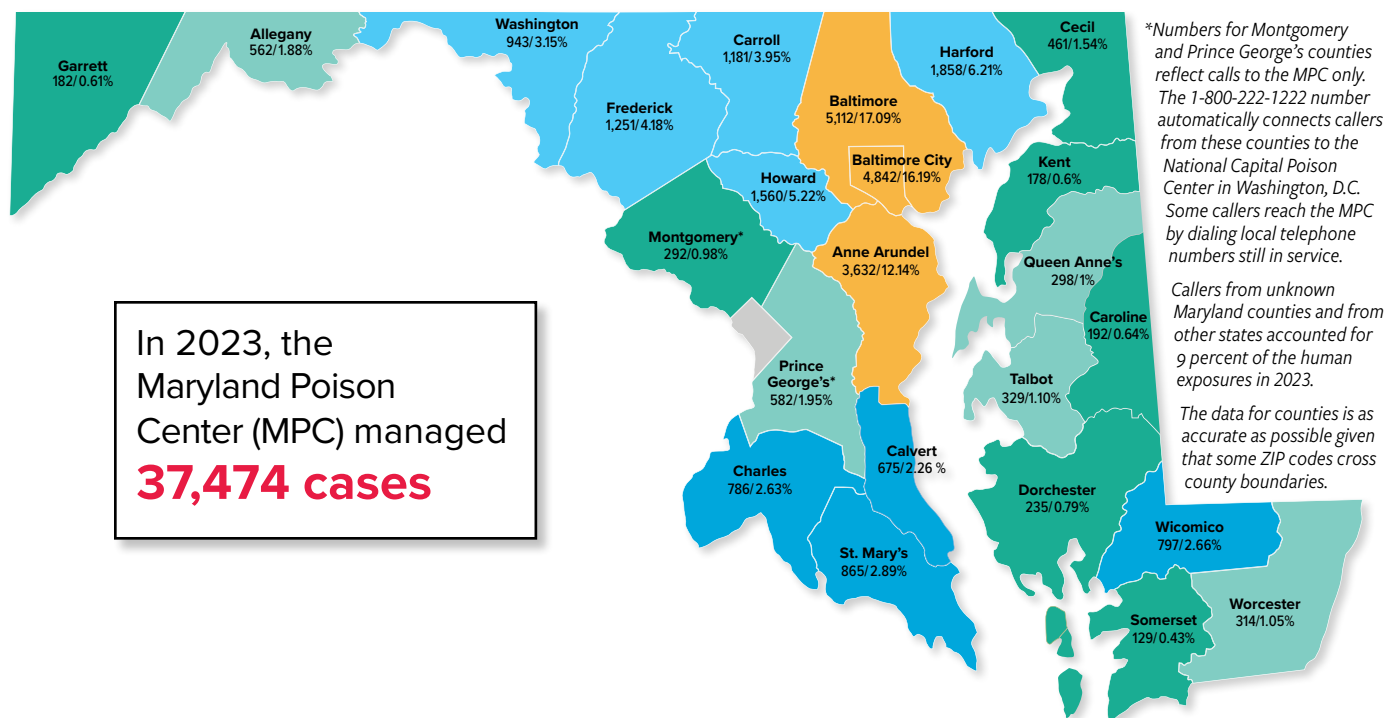 Garrett
182/0.61%
Allegany
562/1.88%
Washington
943/3.15%
Frederick
1,251/4.18%
Carroll
1,181/3.95%
Baltimore
5,112/17.09%
Baltimore City
4,842/16.19%
Harford
1,858/6.21%
Cecil
461/1.54%
Howard
1,560/5.22%
Montgomery*
292/0.98%
Anne Arundel
3,632/12.14%
Kent
178/0.6%
Queen Anne's
298/1%
Caroline
192/0.64%
Talbot
329/1.10%
Prince
George's*
582/1.95%
Calvert
675/2.26 %
Charles
786/2.63%
St. Mary's
865/2.89%
Dorchester
235/0.79%
Wicomico
797/2.66%
Somerset
129/0.43%
Worcester
314/1.05%
In 2023, the
Maryland Poison
Center (MPC) managed
37,474 cases
*Numbers for Montgomery
and Prince George's counties
reflect calls to the MPC only.
The 1-800-222-1222 number
automatically connects callers
from these counties to the
National Capital Poison
Center in Washington, D.C.
Some callers reach the MPC
by dialing local telephone
numbers still in service.
Callers from unknown
Maryland counties and from
other states accounted for
9 percent of the human
exposures in 2023.
The data for counties is as
accurate as possible given
that some ZIP codes cross
county boundaries.